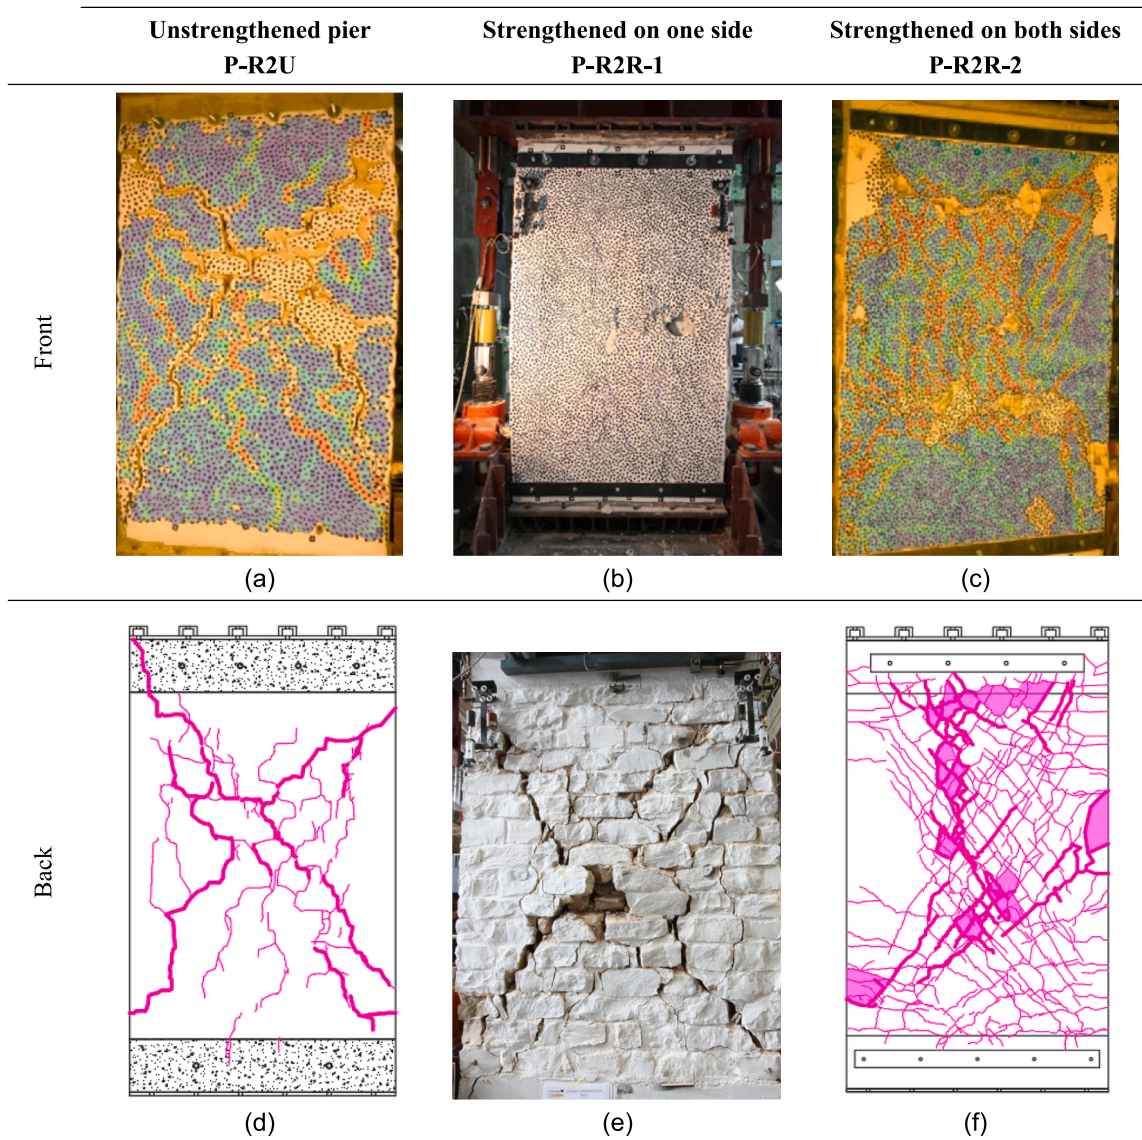 Unstrengthened pier
P-R2U
Strengthened on one side
P-R2R-1
Strengthened on both sides
P-R2R-2
Front
(a)
(b)
(c)
Back
(d)
(e)
(f)